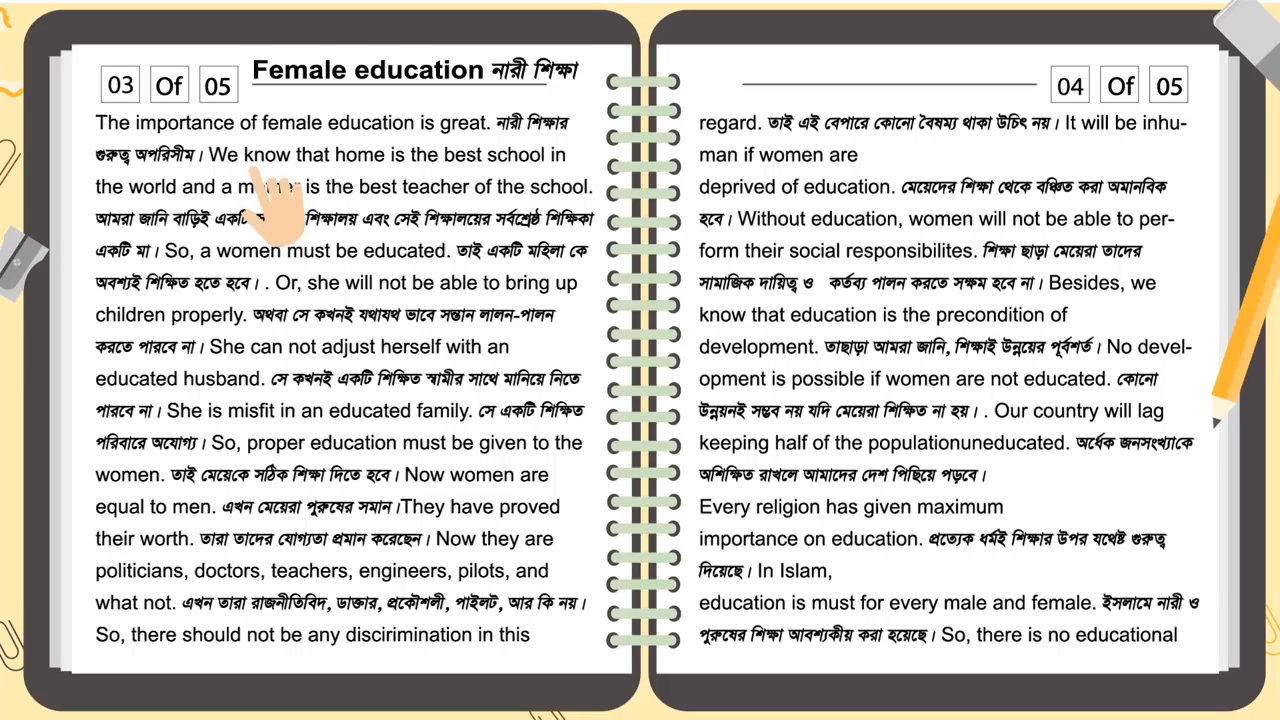 03 Of 05 Female education নারী শিক্ষা
The importance of female education is great. নারী শিক্ষার
গুরুত্ব অপরিসীম। We know that home is the best school in
the world and a is the best teacher of the school.
আমরা জানি বাড়িই একটি শিক্ষালয় এবং সেই শিক্ষালয়ের সর্বশ্রেষ্ঠ শিক্ষিকা
একটি মা। So, a women must be educated. তাই একটি মহিলা কে
অবশ্যই শিক্ষিত হতে হবে। . Or, she will not be able to bring up
children properly. অথবা সে কখনই যথাযথ ভাবে সন্তান লালন-পালন
করতে পারবে না। She can not adjust herself with an
educated husband. সে কখনই একটি শিক্ষিত স্বামীর সাথে মানিয়ে নিতে
পারবে না। She is misfit in an educated family. সে একটি শিক্ষিত
পরিবারে অযোগ্য। So, proper education must be given to the
women. তাই মেয়েকে সঠিক শিক্ষা দিতে হবে। Now women are
equal to men. এখন মেয়েরা পুরুষের সমান।They have proved
their worth. তারা তাদের যোগ্যতা প্রমান করেছেন। Now they are
politicians, doctors, teachers, engineers, pilots, and
what not. এখন তারা রাজনীতিবিদ, ডাক্তার, প্রকৌশলী, পাইলট, আর কি নয়।
So, there should not be any discirimination in this
04 Of 05
regard. তাই এই বেপারে কোনো বৈষম্য থাকা উচিৎ নয়। It will be inhu-
man if women are
deprived of education. মেয়েদের শিক্ষা থেকে বঞ্চিত করা অমানবিক
হবে। Without education, women will not be able to per-
form their social responsibilites. শিক্ষা ছাড়া মেয়েরা তাদের
সামাজিক দায়িত্ব ও কর্তব্য পালন করতে সক্ষম হবে না। Besides, we
know that education is the precondition of
development. তাছাড়া আমরা জানি, শিক্ষাই উন্নয়ের পূর্বশর্ত। No devel-
opment is possible if women are not educated. কোনো
উন্নয়নই সম্ভব নয় যদি মেয়েরা শিক্ষিত না হয়। . Our country will lag
keeping half of the populationuneducated. অর্ধেক জনসংখ্যাকে
অশিক্ষিত রাখলে আমাদের দেশ পিছিয়ে পড়বে।
Every religion has given maximum
importance on education. প্রত্যেক ধর্মই শিক্ষার উপর যথেষ্ট গুরুত্ব
দিয়েছে। In Islam,
education is must for every male and female. ইসলামে নারী ও
পুরুষের শিক্ষা আবশ্যকীয় করা হয়েছে। So, there is no educational